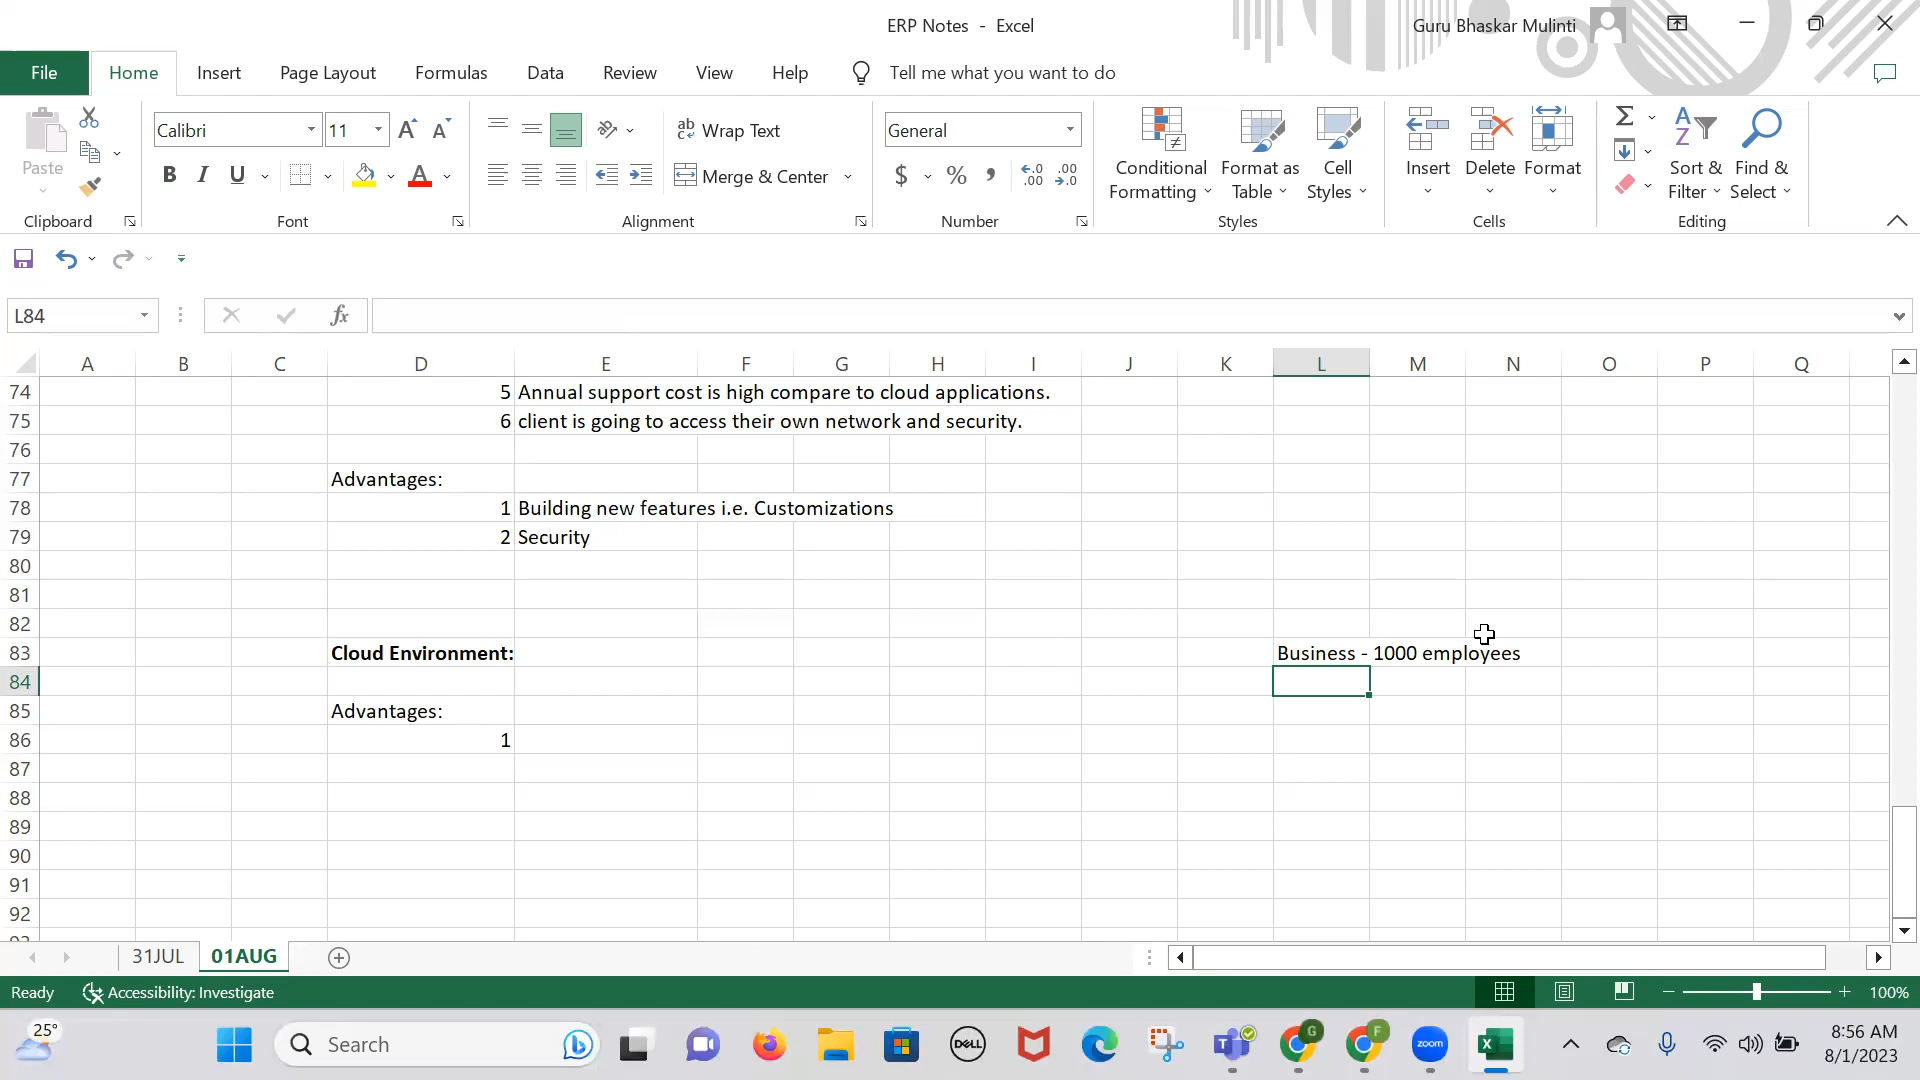 ERP Notes - Excel
Guru Bhaskar Mulinti
File Home Insert Page Layout Formulas Data Review View Help Tell me what you want to do
Paste
Calibri 11
ab Wrap Text
General
B I U A
Merge & Center
$ % ,
Conditional Formatting
Format as Table
Cell Styles
Insert Delete Format
Sort & Filter
Find & Select
Clipboard Font Alignment Number Styles Cells Editing
L84
fx
A B C D E F G H I J K L M N O P Q
74 5 Annual support cost is high compare to cloud applications.
75 6 client is going to access their own network and security.
76
77 Advantages:
78 1 Building new features i.e. Customizations
79 2 Security
80
81
82
83 Cloud Environment: Business - 1000 employees
84
85 Advantages:
86 1
87
88
89
90
91
92
31JUL 01AUG
Ready Accessibility: Investigate 100%
25°
Search
DELL
zoom
8:56 AM
8/1/2023